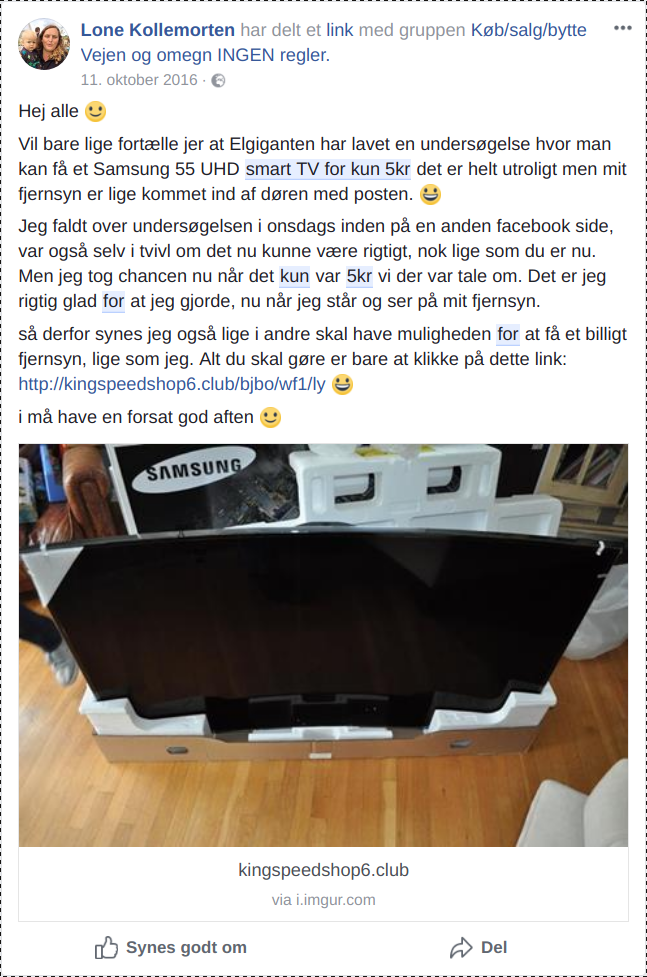 Lone Kollemorten har delt et link med gruppen Køb/salg/bytte
Vejen og omegn INGEN regler.
11. oktober 2016 ·
Hej alle 🙂
Vil bare lige fortælle jer at Elgiganten har lavet en undersøgelse hvor man
kan få et Samsung 55 UHD smart TV for kun 5kr det er helt utroligt men mit
fjernsyn er lige kommet ind af døren med posten. 😀
Jeg faldt over undersøgelsen i onsdags inden på en anden facebook side,
var også selv i tvivl om det nu kunne være rigtigt, nok lige som du er nu.
Men jeg tog chancen nu når det kun var 5kr vi der var tale om. Det er jeg
rigtig glad for at jeg gjorde, nu når jeg står og ser på mit fjernsyn.
så derfor synes jeg også lige i andre skal have muligheden for at få et billigt
fjernsyn, lige som jeg. Alt du skal gøre er bare at klikke på dette link:
http://kingspeedshop6.club/bjbo/wf1/ly 😀
i må have en forsat god aften 🙂
SAMSUNG
kingspeedshop6.club
via i.imgur.com
Synes godt om
Del